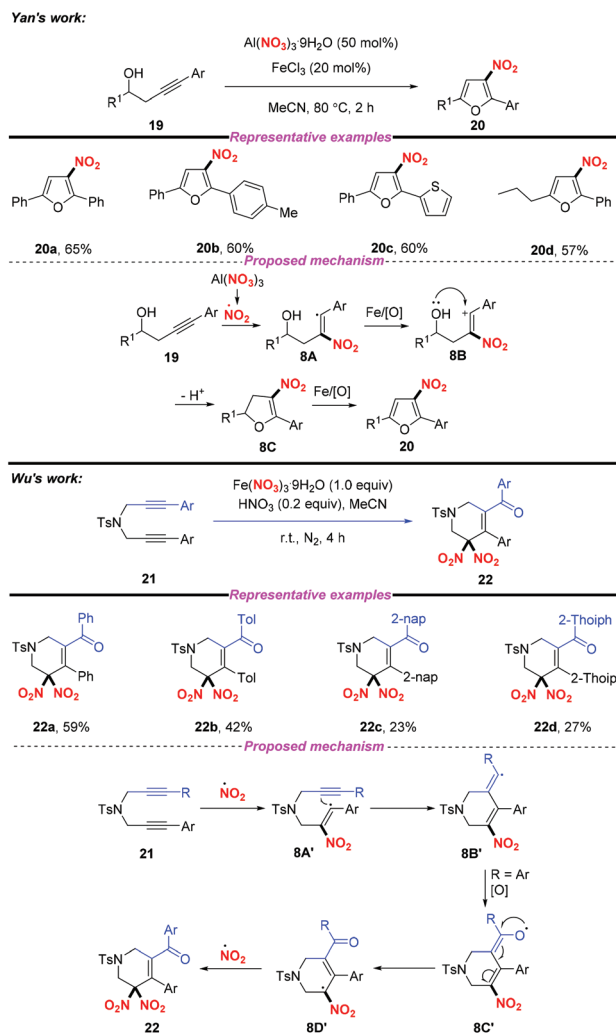 Yan's work:
Al(NO3)3·9H2O (50 mol%)
FeCl3 (20 mol%)
MeCN, 80 °C, 2 h
OH
Ar
R1
19
NO2
R1
O
Ar
20
Representative examples
NO2
Ph
O
Ph
20a, 65%
NO2
Ph
O
Me
20b, 60%
NO2
Ph
O
S
20c, 60%
NO2
O
Ph
20d, 57%
Proposed mechanism
Al(NO3)3
NO2
OH
Ar
R1
19
OH
Ar
R1
NO2
8A
Fe/[O]
OH
Ar
+
R1
NO2
8B
- H+
NO2
R1
O
Ar
8C
Fe/[O]
NO2
R1
O
Ar
20
Wu's work:
Fe(NO3)3·9H2O (1.0 equiv)
HNO3 (0.2 equiv), MeCN
r.t., N2, 4 h
Ar
TsN
Ar
21
Ar
O
TsN
Ar
O2N NO2
22
Representative examples
Ph
O
TsN
Ph
O2N NO2
22a, 59%
Tol
O
TsN
Tol
O2N NO2
22b, 42%
2-nap
O
TsN
2-nap
O2N NO2
22c, 23%
2-Thoiph
O
TsN
2-Thoip
O2N NO2
22d, 27%
Proposed mechanism
R
TsN
Ar
21
NO2
R
TsN
Ar
NO2
8A'
R
TsN
Ar
NO2
8B'
R = Ar
[O]
R
O
TsN
Ar
NO2
8C'
R
O
TsN
Ar
NO2
8D'
NO2
Ar
O
TsN
Ar
O2N NO2
22